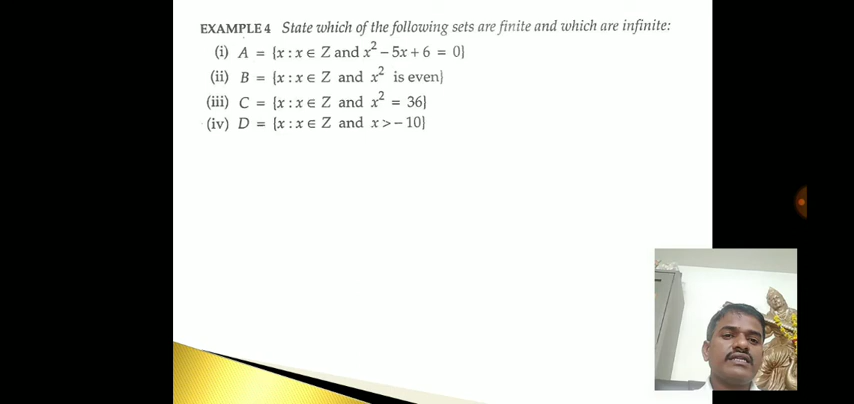 EXAMPLE 4 State which of the following sets are finite and which are infinite:
(i) A = {x : x ∈ Z and x² – 5x + 6 = 0}
(ii) B = {x : x ∈ Z and x² is even}
(iii) C = {x : x ∈ Z and x² = 36}
(iv) D = {x : x ∈ Z and x > – 10}